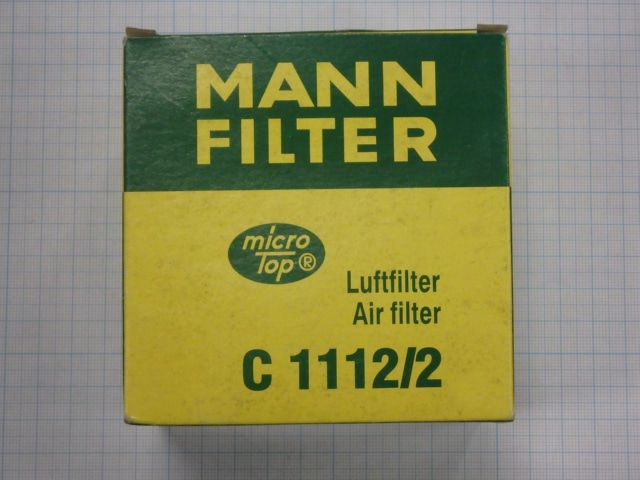 MANN
FILTER
micro
Top®
Luftfilter
Air filter
C 1112/2